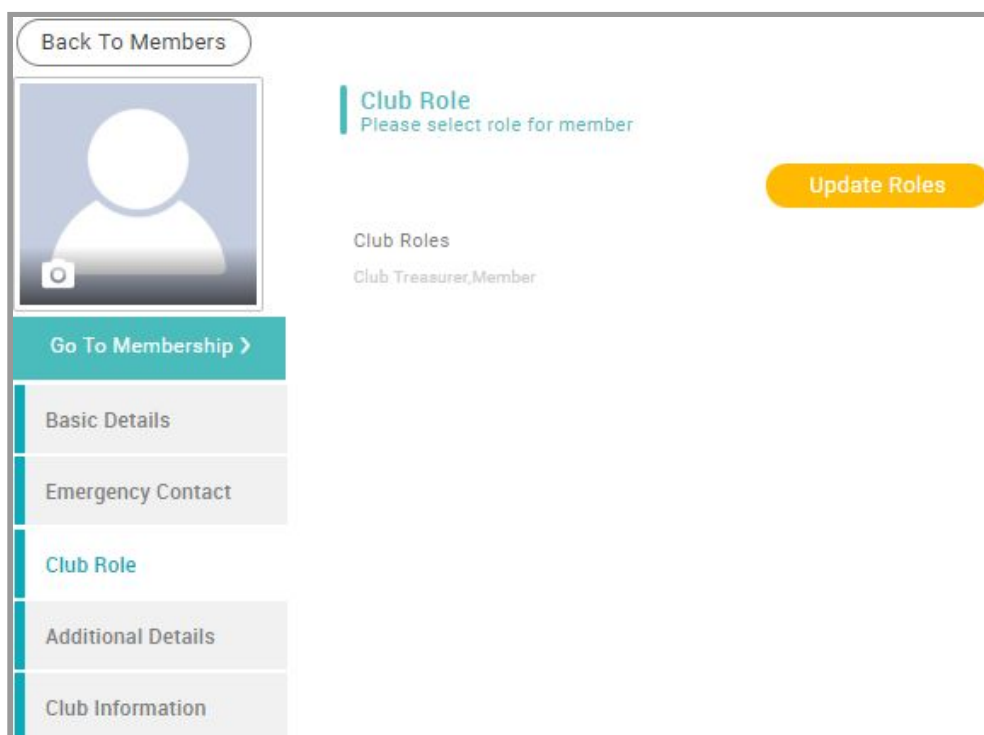 Back To Members
Club Role
Please select role for member
Update Roles
Club Roles
Club Treasurer,Member
Go To Membership ❯
Basic Details
Emergency Contact
Club Role
Additional Details
Club Information